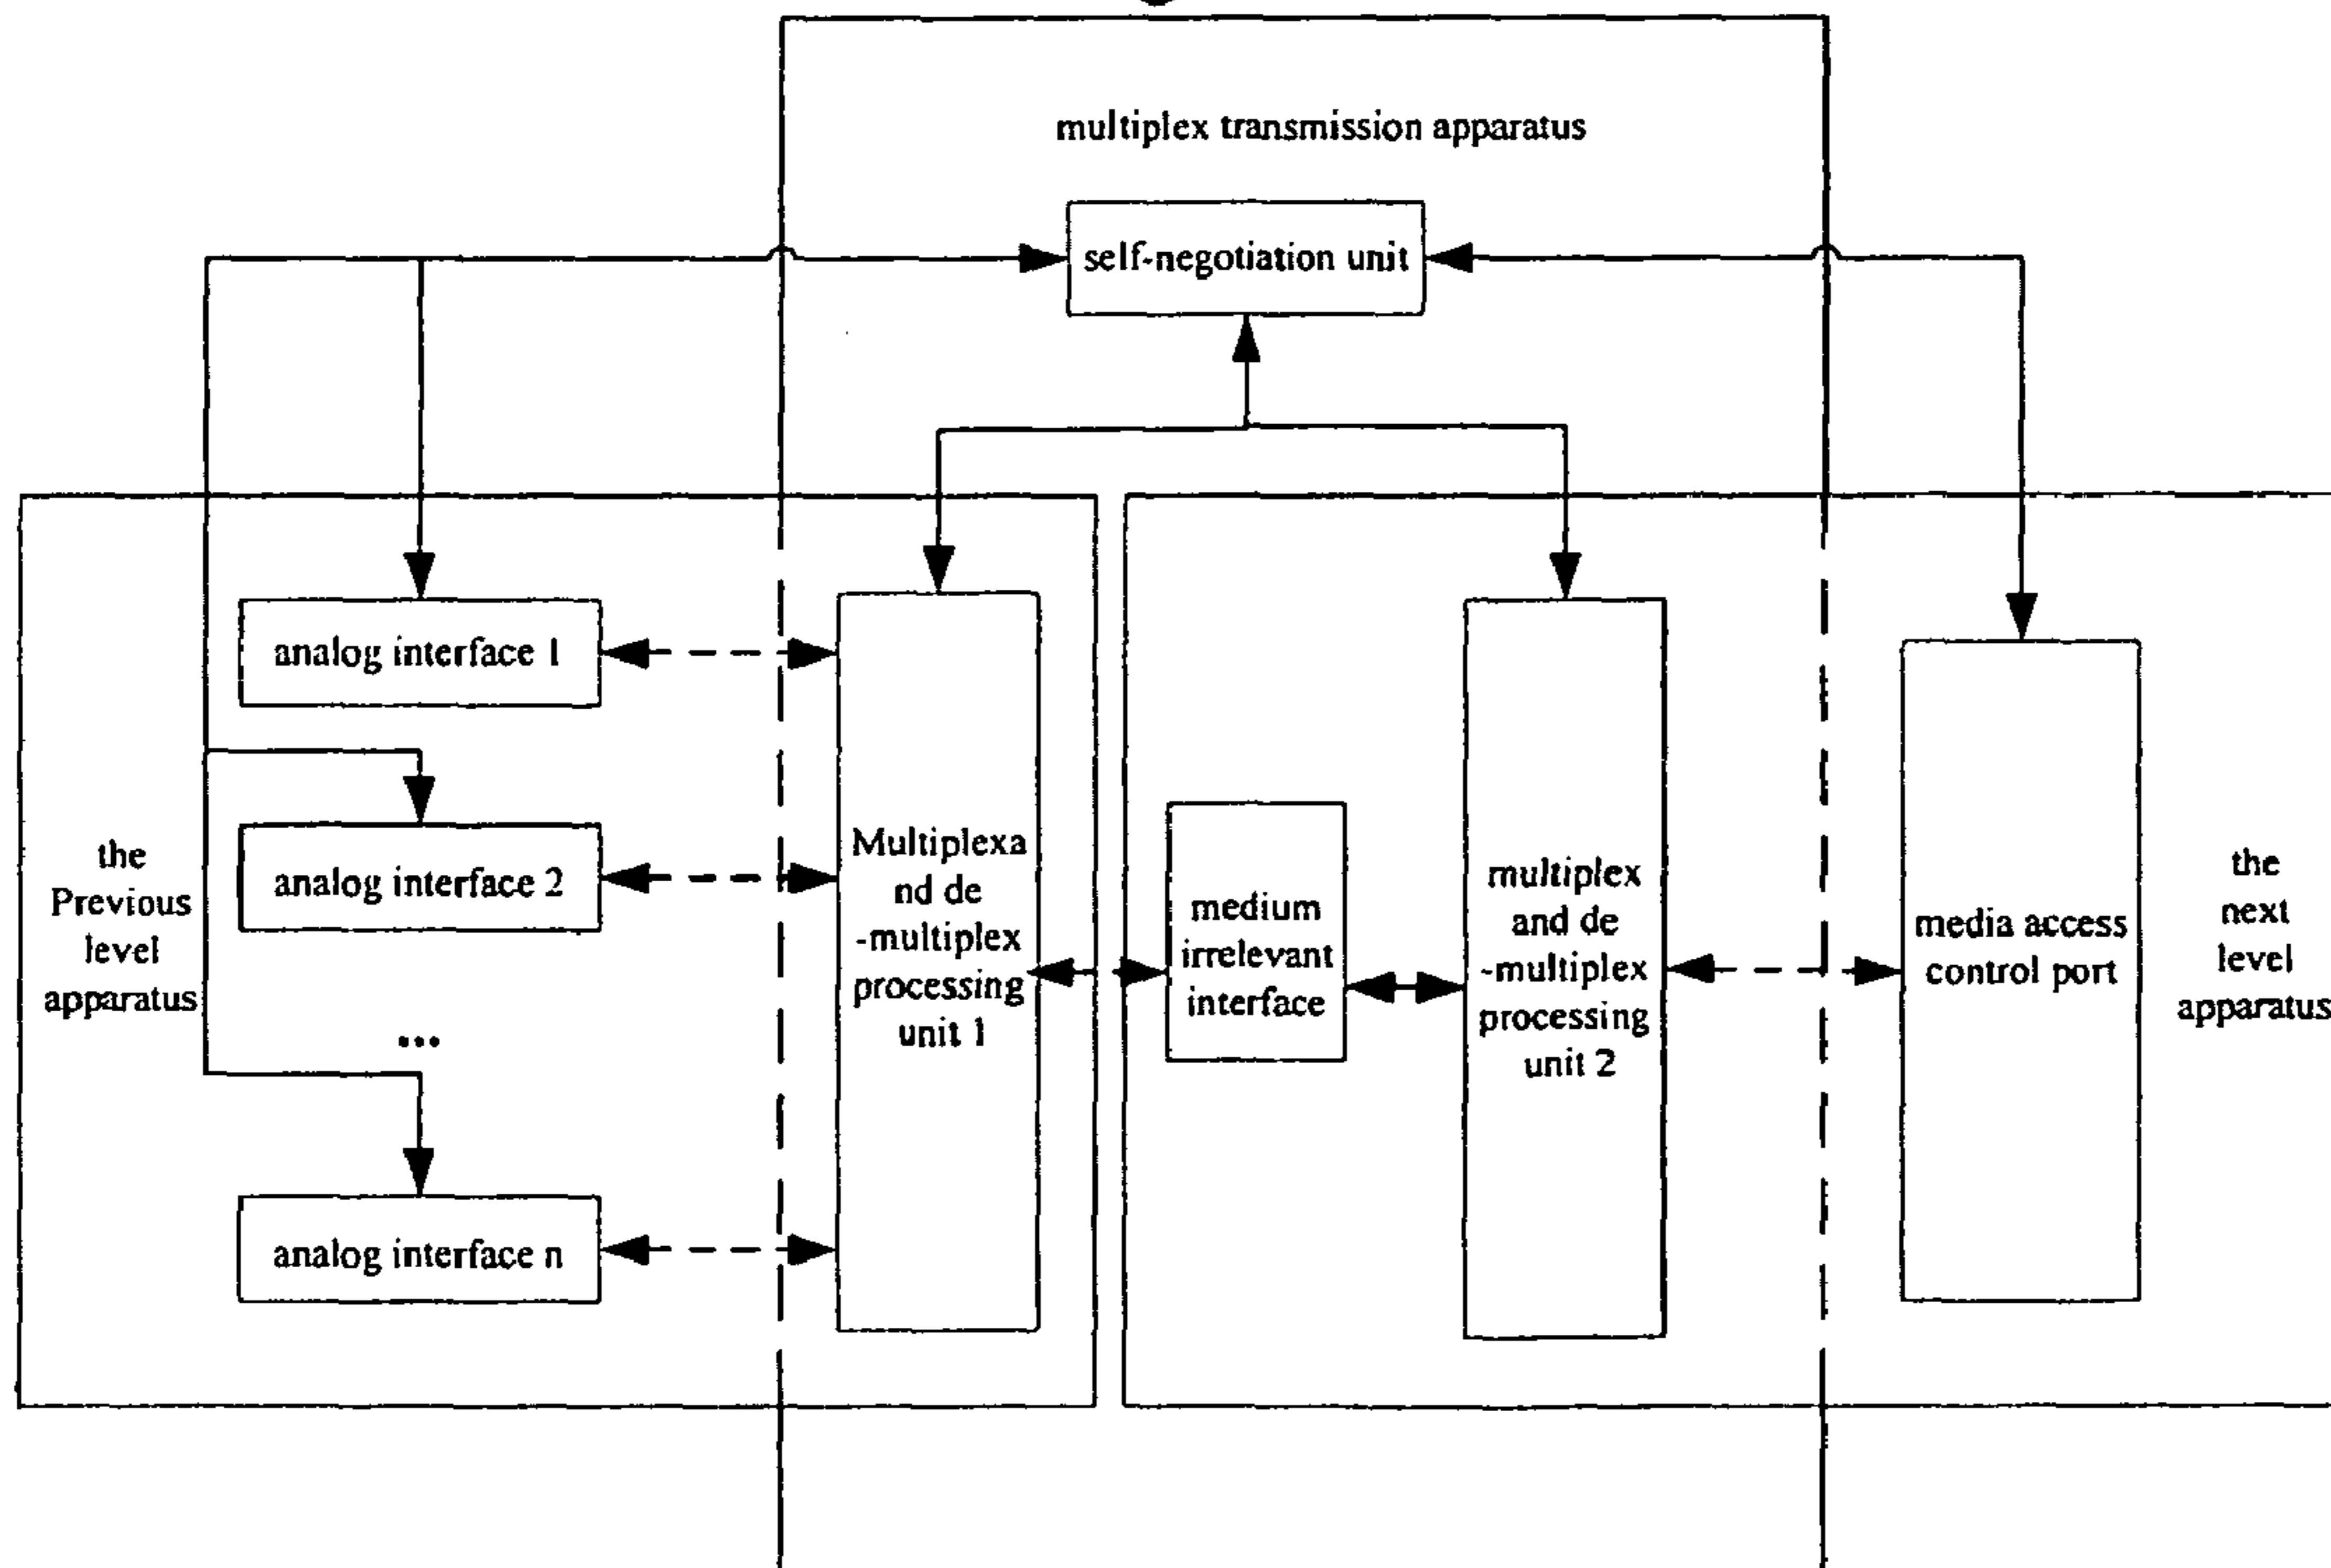 multiplex transmission apparatus
self-negotiation unit
analog interface 1
analog interface 2
...
analog interface n
the
Previous
level
apparatus
Multiplexa
nd de
-multiplex
processing
unit 1
medium
irrelevant
interface
multiplex
and de
-multiplex
processing
unit 2
media access
control port
the
next
level
apparatus